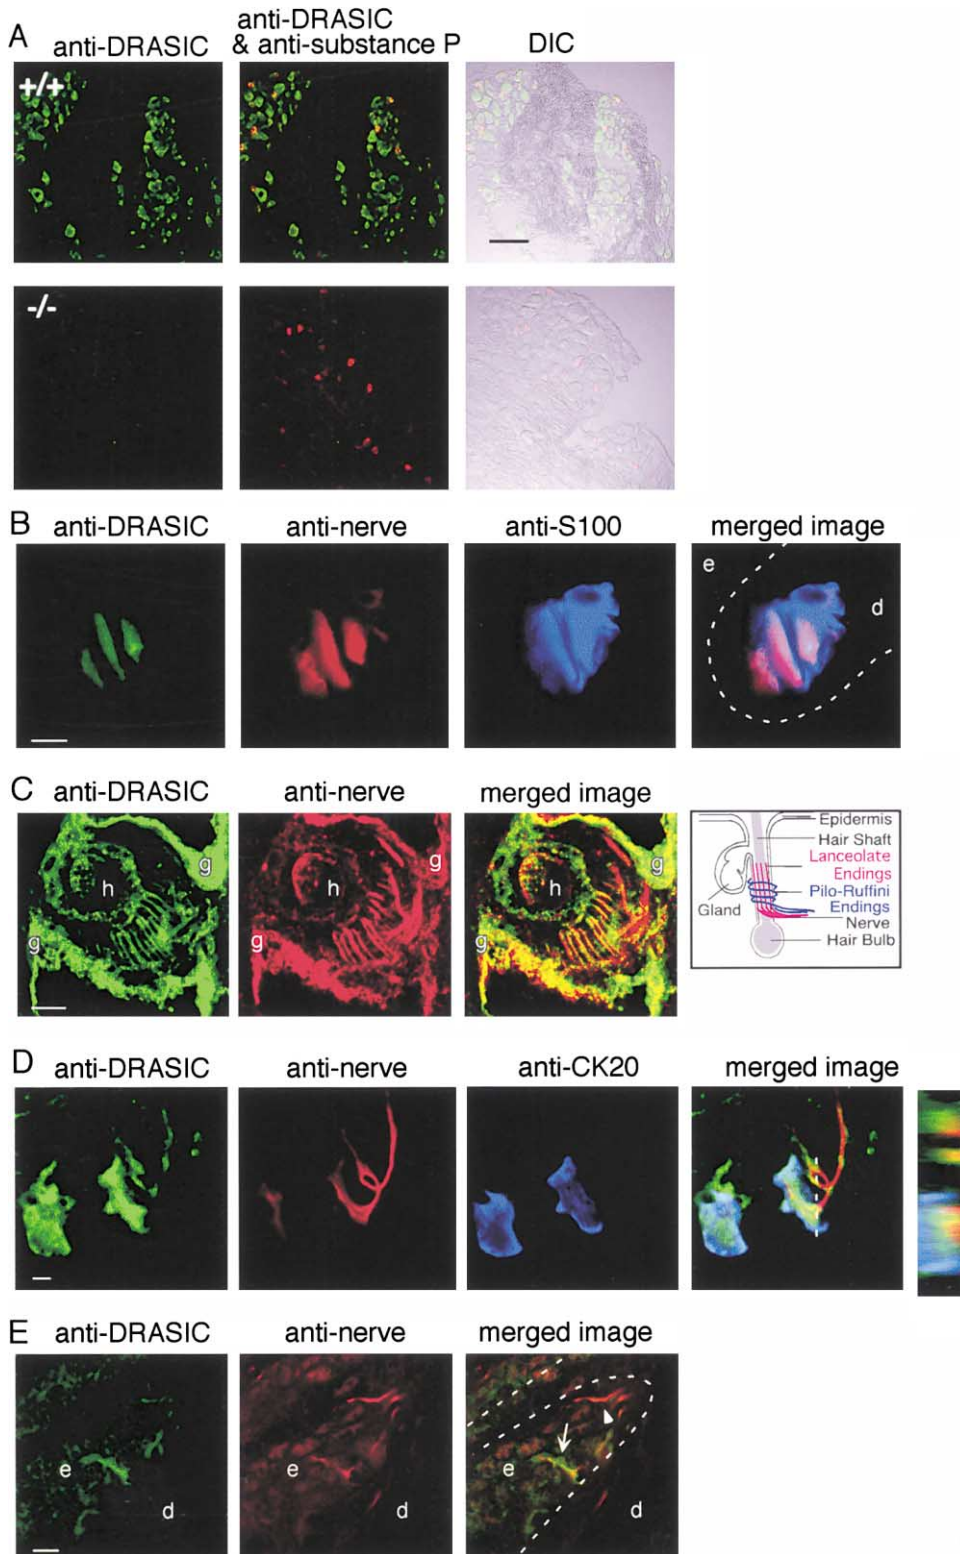 A
anti-DRASIC
anti-DRASIC
& anti-substance P
DIC
+/+
-/-
B
anti-DRASIC
anti-nerve
anti-S100
merged image
e
d
C
anti-DRASIC
anti-nerve
merged image
g
h
g
g
h
g
h
g
g
Epidermis
Hair Shaft
Lanceolate
Endings
Pilo-Ruffini
Endings
Gland
Nerve
Hair Bulb
D
anti-DRASIC
anti-nerve
anti-CK20
merged image
E
anti-DRASIC
anti-nerve
merged image
e
d
e
d
e
d